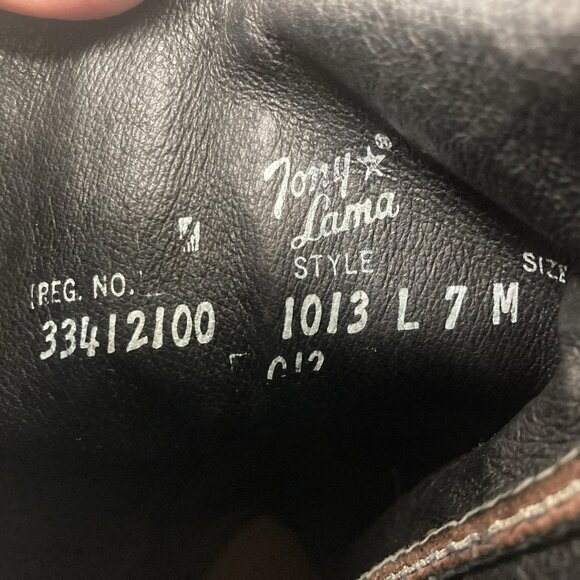 Tony ★ ®
Lama
STYLE SIZE
(REG. NO.
33412100 1013 L 7 M